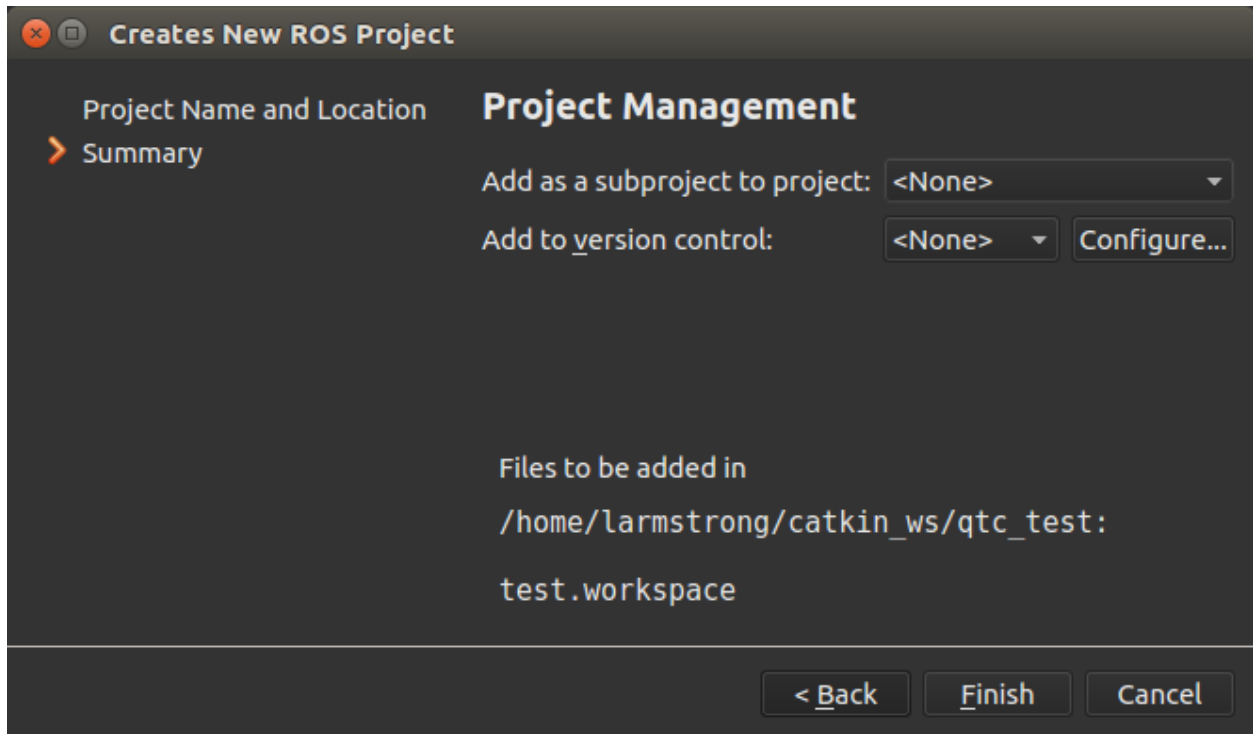 Creates New ROS Project
Project Name and Location
Summary
Project Management
Add as a subproject to project: <None>
Add to version control: <None> Configure...
Files to be added in
/home/larmstrong/catkin_ws/qtc_test:
test.workspace
< Back Finish Cancel